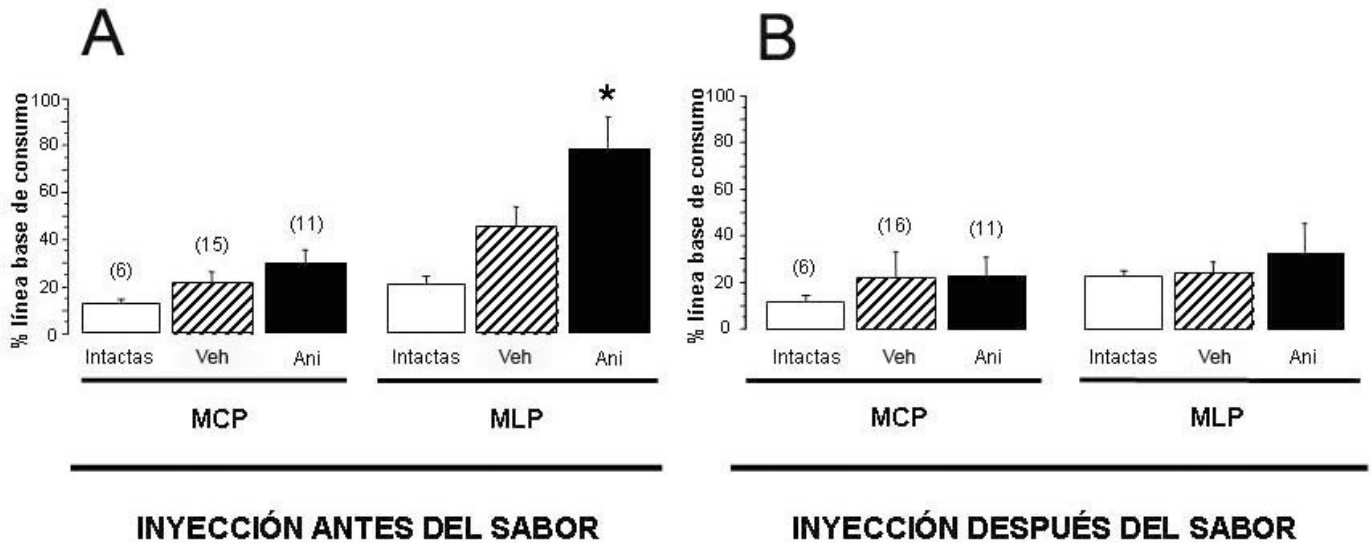 A
B
% línea base de consumo
100
80
60
40
20
0
(6)
(15)
(11)
*
Intactas Veh Ani Intactas Veh Ani
MCP MLP
INYECCIÓN ANTES DEL SABOR
% línea base de consumo
100
80
60
40
20
0
(6)
(16)
(11)
Intactas Veh Ani Intactas Veh Ani
MCP MLP
INYECCIÓN DESPUÉS DEL SABOR